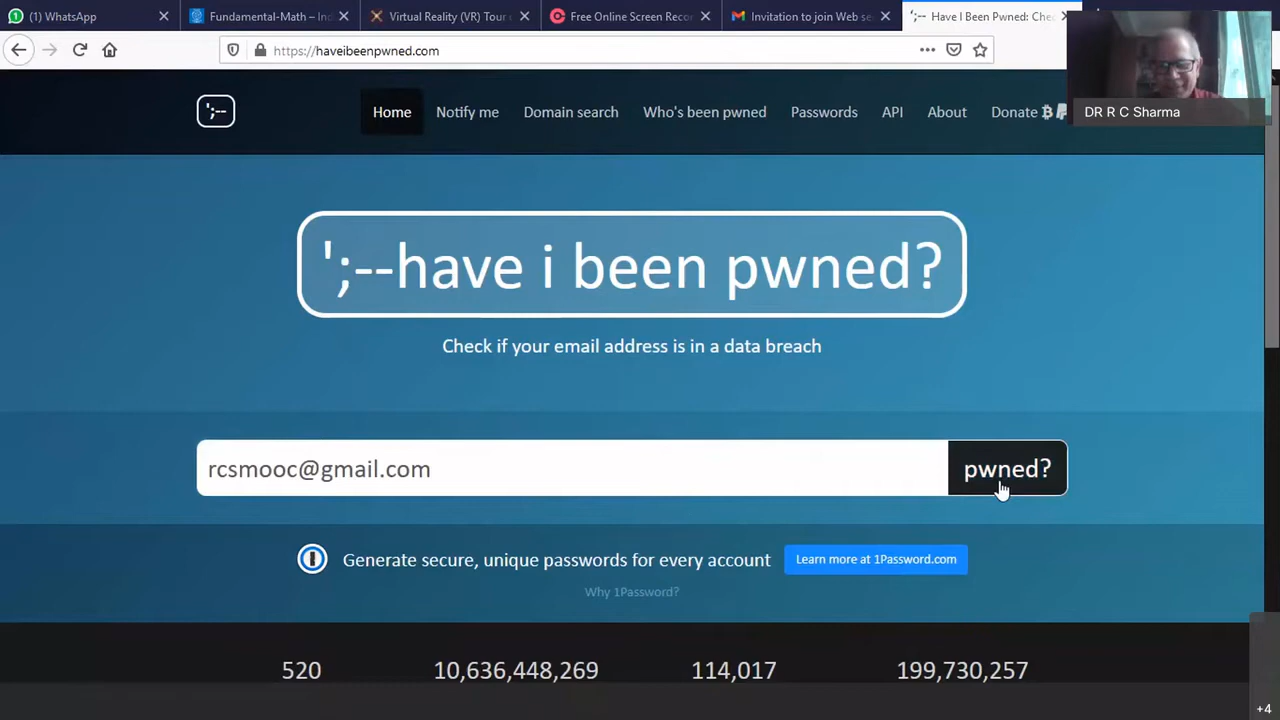 (1) WhatsApp
Fundamental-Math – Ind
Virtual Reality (VR) Tour
Free Online Screen Recor
Invitation to join Web se
';-- Have I Been Pwned: Chec
https://haveibeenpwned.com
DR R C Sharma
';--
Home
Notify me
Domain search
Who's been pwned
Passwords
API
About
Donate
';--have i been pwned?
Check if your email address is in a data breach
rcsmooc@gmail.com
pwned?
Generate secure, unique passwords for every account
Learn more at 1Password.com
Why 1Password?
520
10,636,448,269
114,017
199,730,257
+4